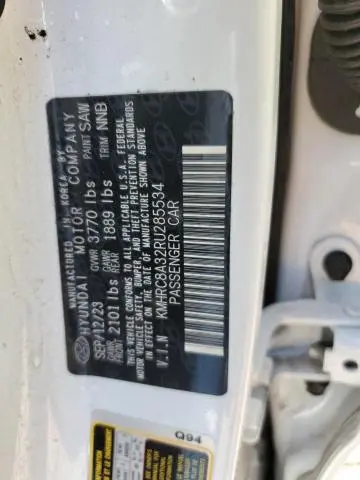 MANUFACTURED IN KOREA BY
HYUNDAI MOTOR COMPANY
SEP/12/23 GVWR 3770 lbs PAINT SAW
GAWR FRONT 2101 lbs GAWR REAR 1889 lbs TRIM NNB
THIS VEHICLE CONFORMS TO ALL APPLICABLE U.S.A. FEDERAL
MOTOR VEHICLE SAFETY, BUMPER, AND THEFT PREVENTION
STANDARDS IN EFFECT ON THE DATE OF MANUFACTURE SHOWN ABOVE
V.I.N KMHRC8A32RU285534
PASSENGER CAR
Q94